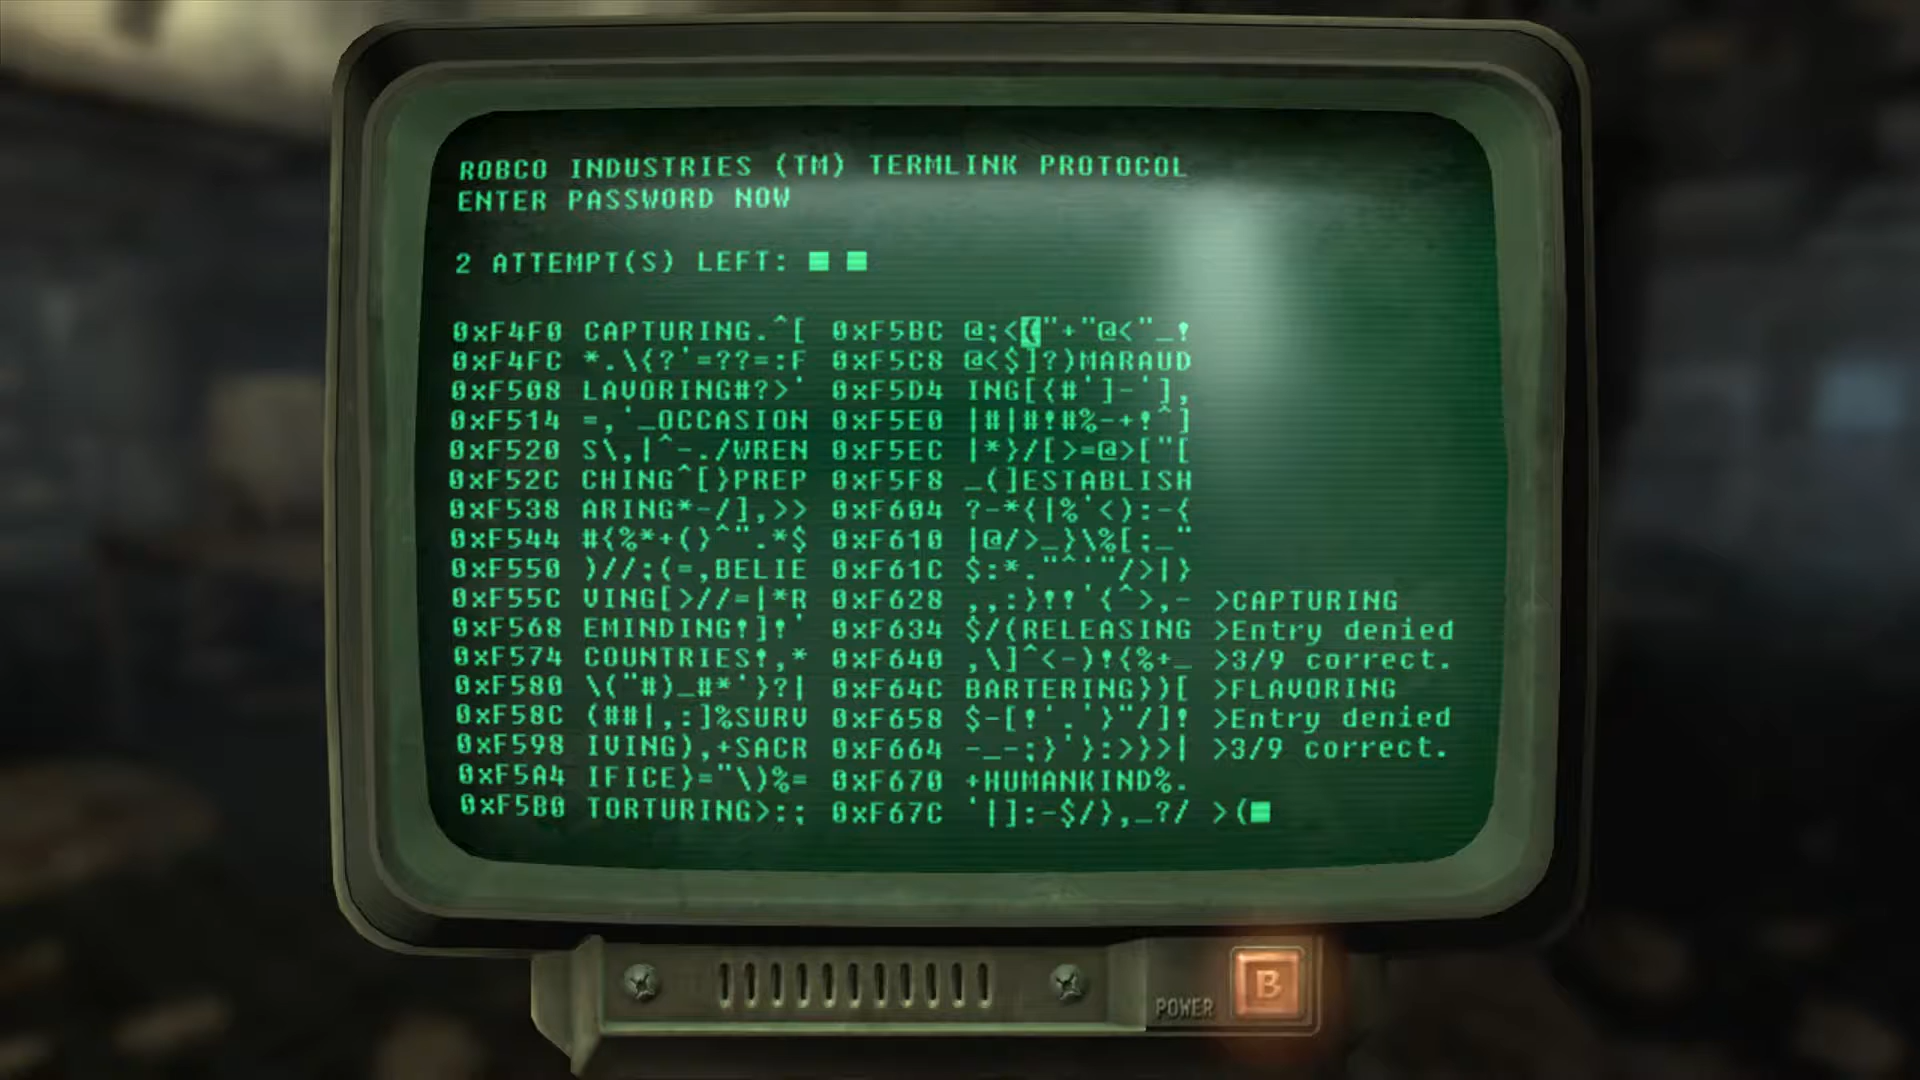 ROBCO INDUSTRIES (TM) TERMLINK PROTOCOL
ENTER PASSWORD NOW
2 ATTEMPT(S) LEFT: ■ ■
0xF4F0 CAPTURING.^[ 0xF5BC @;<("+"@<"_!
0xF4FC *.\{?'=??=:F 0xF5C8 @<$]?)MARAUD
0xF508 LAVORING#?>' 0xF5D4 ING[{#']-'],
0xF514 =,'_OCCASION 0xF5E0 |#|#!#%-+!^]
0xF520 S\,|^-./WREN 0xF5EC |*}/[>=@>["[
0xF52C CHING^[}PREP 0xF5F8 _(]ESTABLISH
0xF538 ARING*-/],>> 0xF604 ?-*{|%'<):-{
0xF544 #{%*+()^".*$ 0xF610 |@/>_}\%[;_"
0xF550 )//;(=,BELIE 0xF61C $:*."^'"/>|}
0xF55C VING[>//=|*R 0xF628 ,,:}!!'{^>,- >CAPTURING
0xF568 EMINDING!]!' 0xF634 $/(RELEASING >Entry denied
0xF574 COUNTRIES!,* 0xF640 ,\]^<-)!{%+_ >3/9 correct.
0xF580 \("#)_#*'}?| 0xF64C BARTERING})[ >FLAVORING
0xF58C (##|,:]%SURV 0xF658 $-[!'.'}"/]! >Entry denied
0xF598 IVING),+SACR 0xF664 -_-;}'}:>}>| >3/9 correct.
0xF5A4 IFICE}="\)%= 0xF670 +HUMANKIND%.
0xF5B0 TORTURING>:; 0xF67C '|]:-$/},_?/ >(■
POWER
B